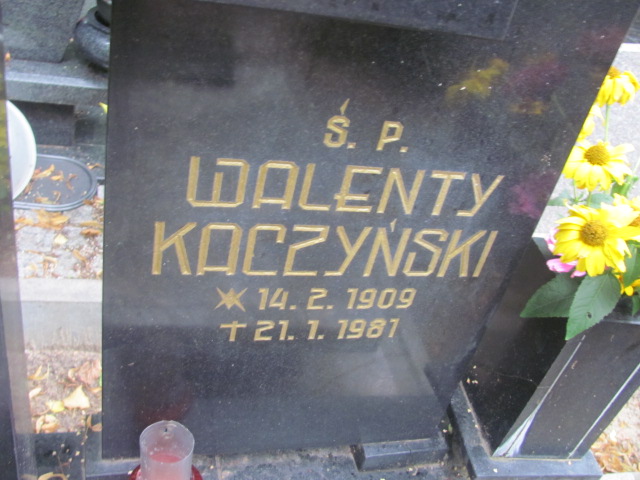 Ś. P.
WALENTY
KACZYŃSKI
* 14. 2. 1909
† 21. 1. 1981